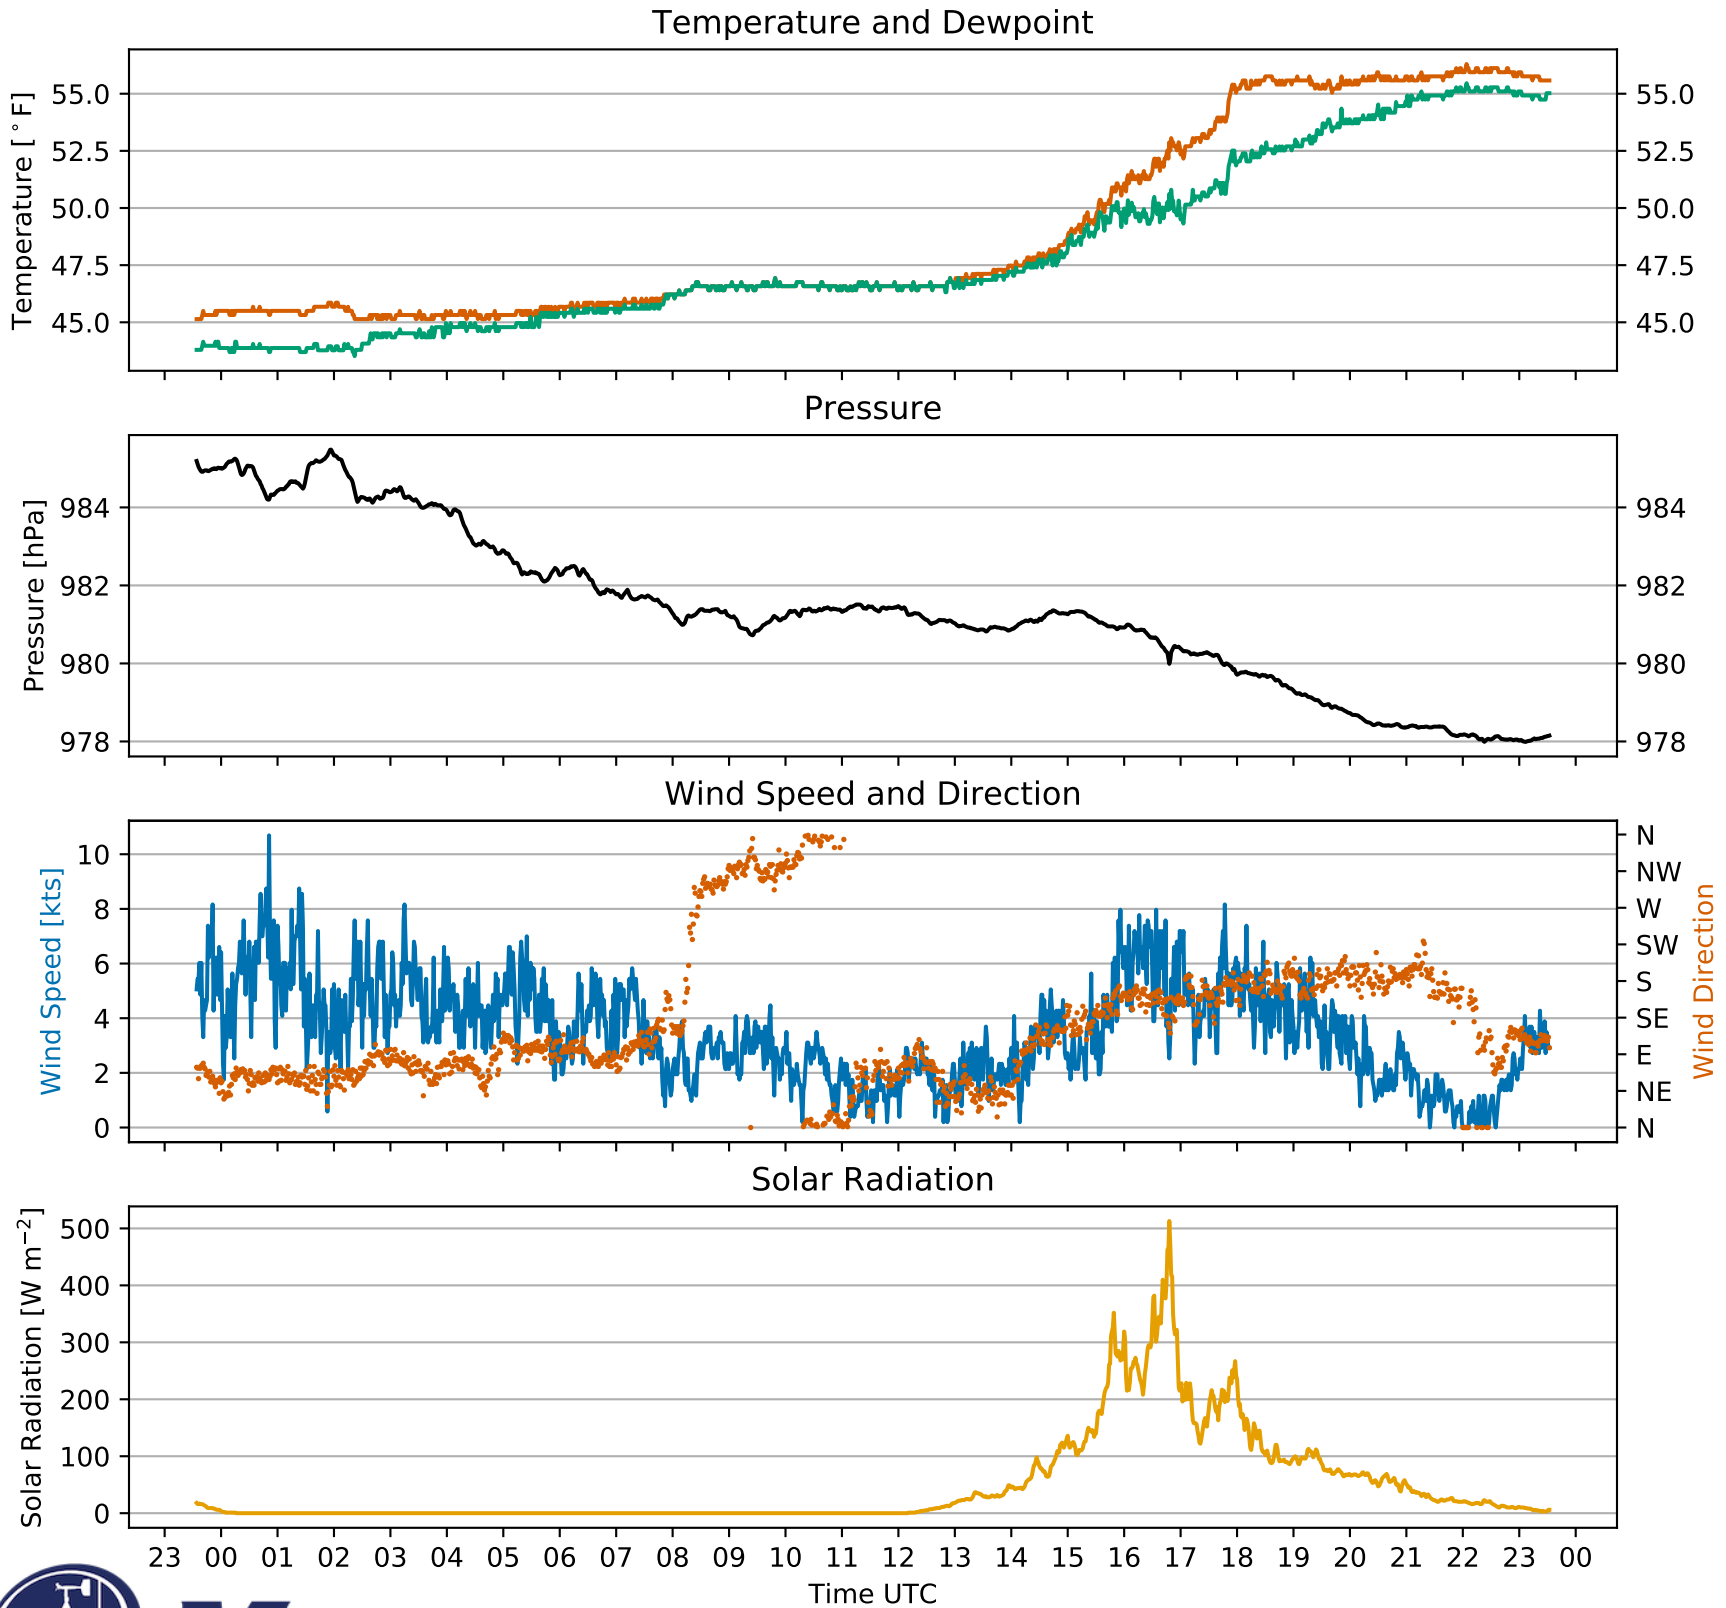 Temperature and Dewpoint
Temperature [°F]
55.0 55.0
52.5 52.5
50.0 50.0
47.5 47.5
45.0 45.0
Pressure
Pressure [hPa]
984 984
982 982
980 980
978 978
Wind Speed and Direction
Wind Speed [kts]
Wind Direction
10
8
6
4
2
0
N
NW
W
SW
S
SE
E
NE
N
Solar Radiation
Solar Radiation [W m−2]
500
400
300
200
100
0
23 00 01 02 03 04 05 06 07 08 09 10 11 12 13 14 15 16 17 18 19 20 21 22 23 00
Time UTC